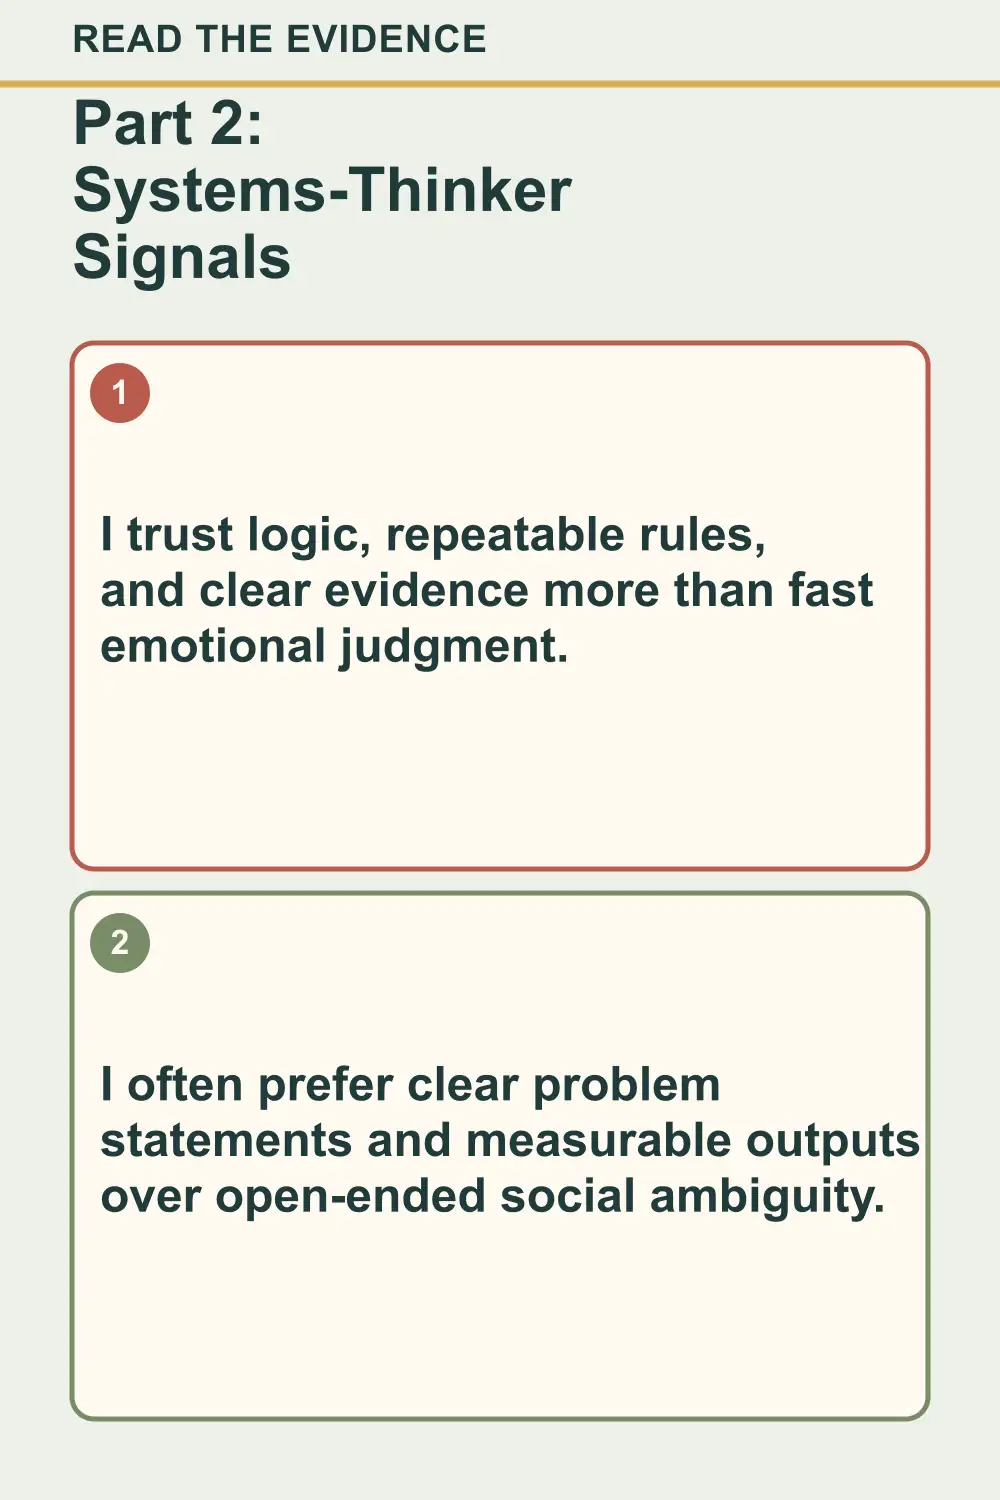 READ THE EVIDENCE
Part 2:
Systems-Thinker
Signals
1
I trust logic, repeatable rules,
and clear evidence more than fast
emotional judgment.
2
I often prefer clear problem
statements and measurable outputs
over open-ended social ambiguity.